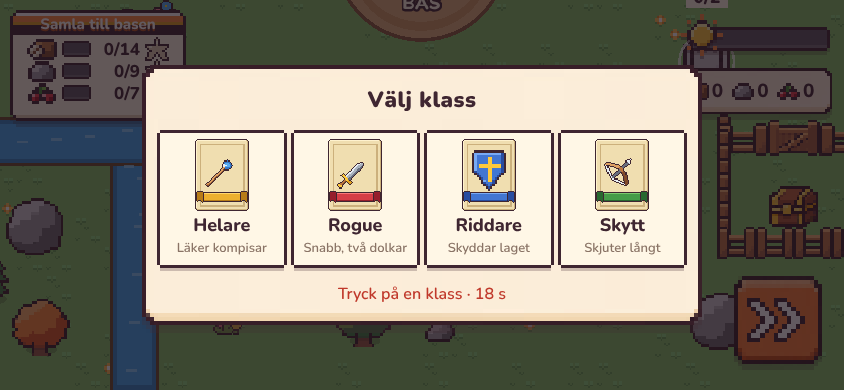 BAS
0/2
Samla till basen
0/14
0/9
0/7
0
0
0
Välj klass
Helare
Läker kompisar
Rogue
Snabb, två dolkar
Riddare
Skyddar laget
Skytt
Skjuter långt
Tryck på en klass · 18 s